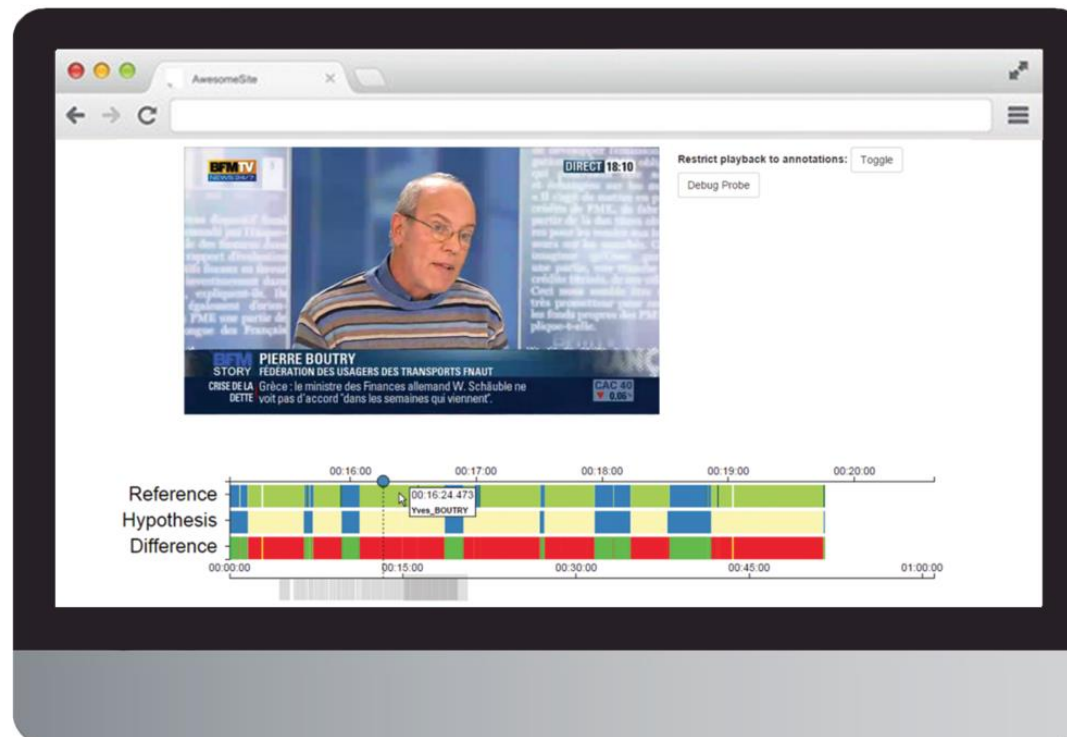 AwesomeSite
BFMTV
NEWS 24/7
DIRECT 18:10
Restrict playback to annotations: Toggle
Debug Probe
BFM
STORY
PIERRE BOUTRY
FÉDÉRATION DES USAGERS DES TRANSPORTS FNAUT
CRISE DE LA
DETTE
Grèce : le ministre des Finances allemand W. Schäuble ne
voit pas d'accord "dans les semaines qui viennent".
CAC 40
0,06%
00:16:00 00:17:00 00:18:00 00:19:00 00:20:00
Reference
00:16:24.473
Yves_BOUTRY
Hypothesis
Difference
00:00:00 00:15:00 00:30:00 00:45:00 01:00:00